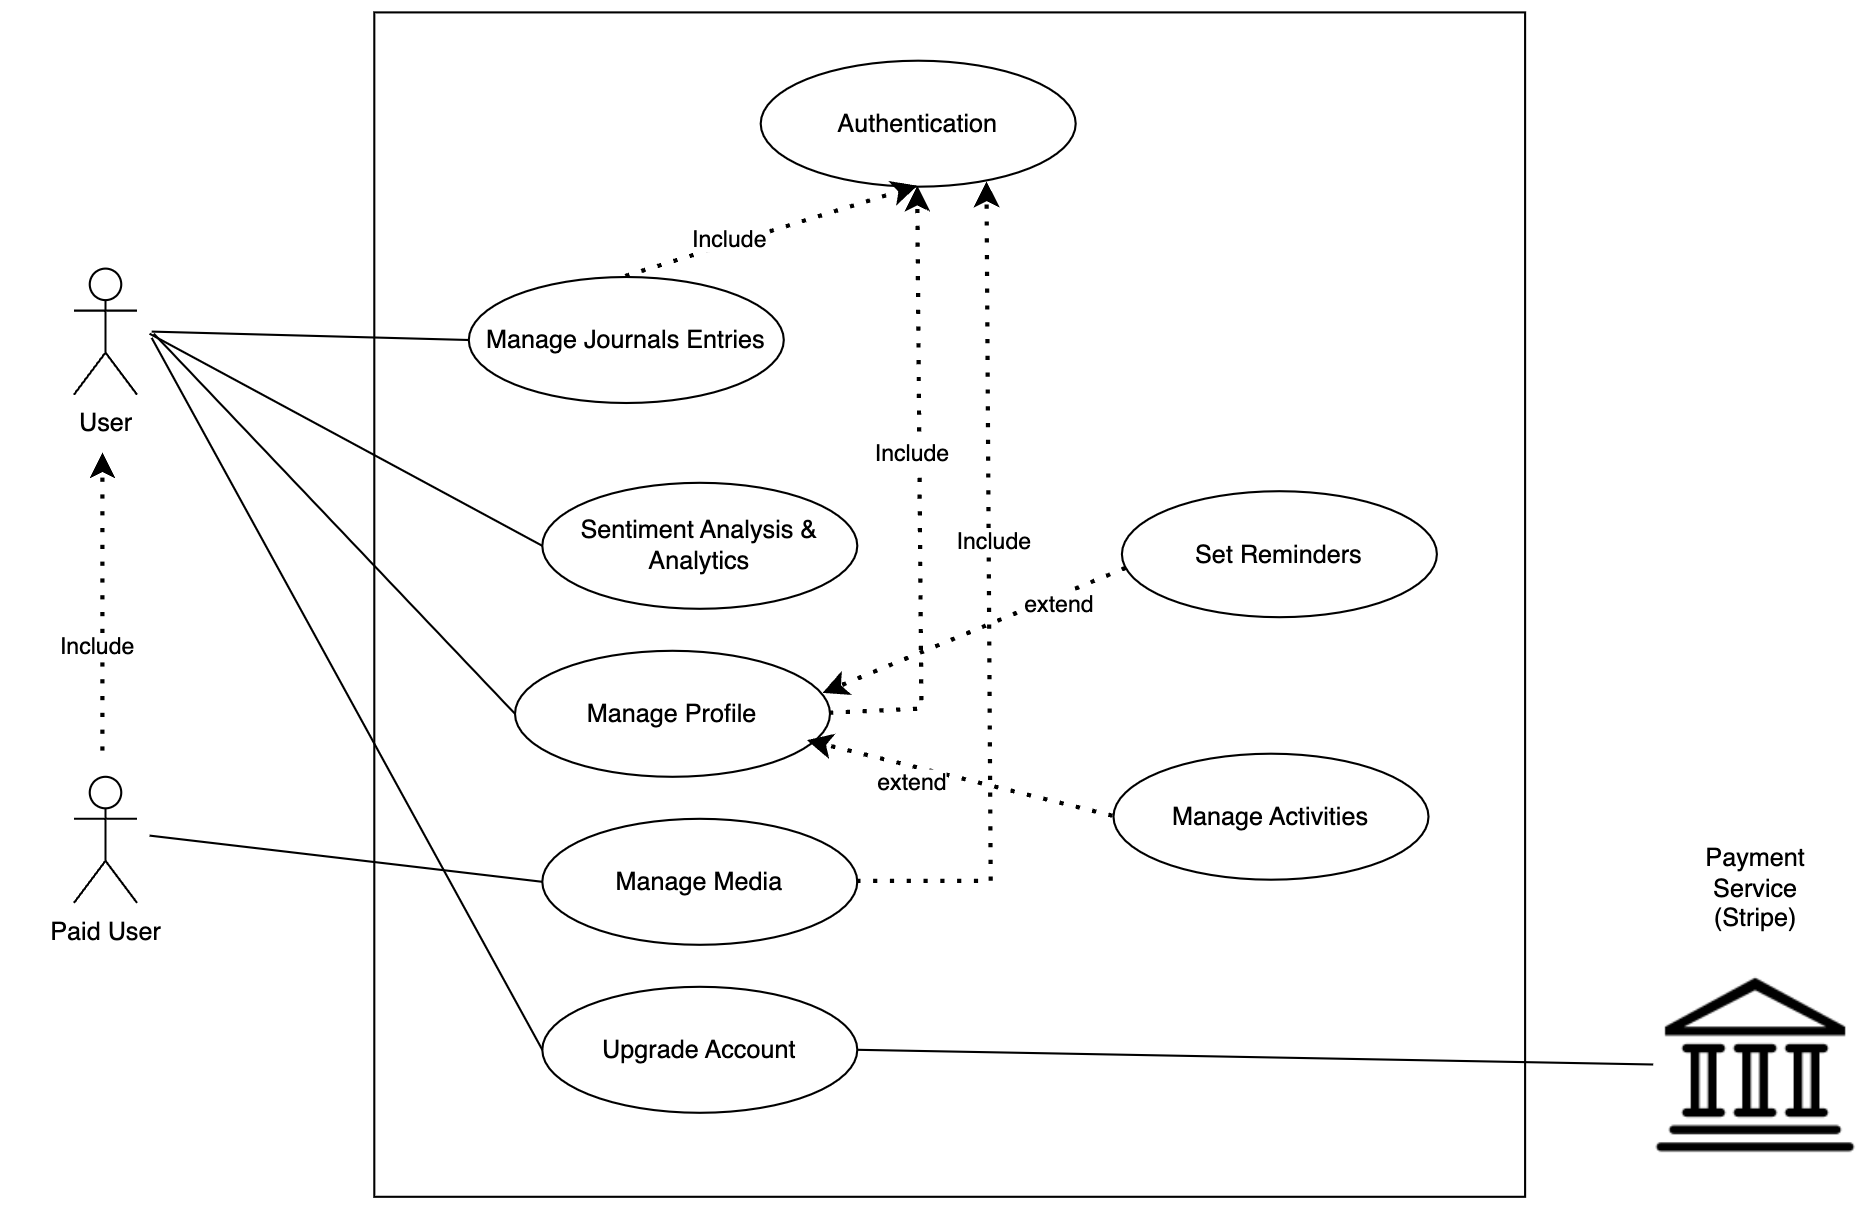 Authentication
Include
Manage Journals Entries
User
Include
Sentiment Analysis &
Analytics
Include
Set Reminders
extend
Include
Manage Profile
extend
Manage Activities
Manage Media
Paid User
Payment
Service
(Stripe)
Upgrade Account